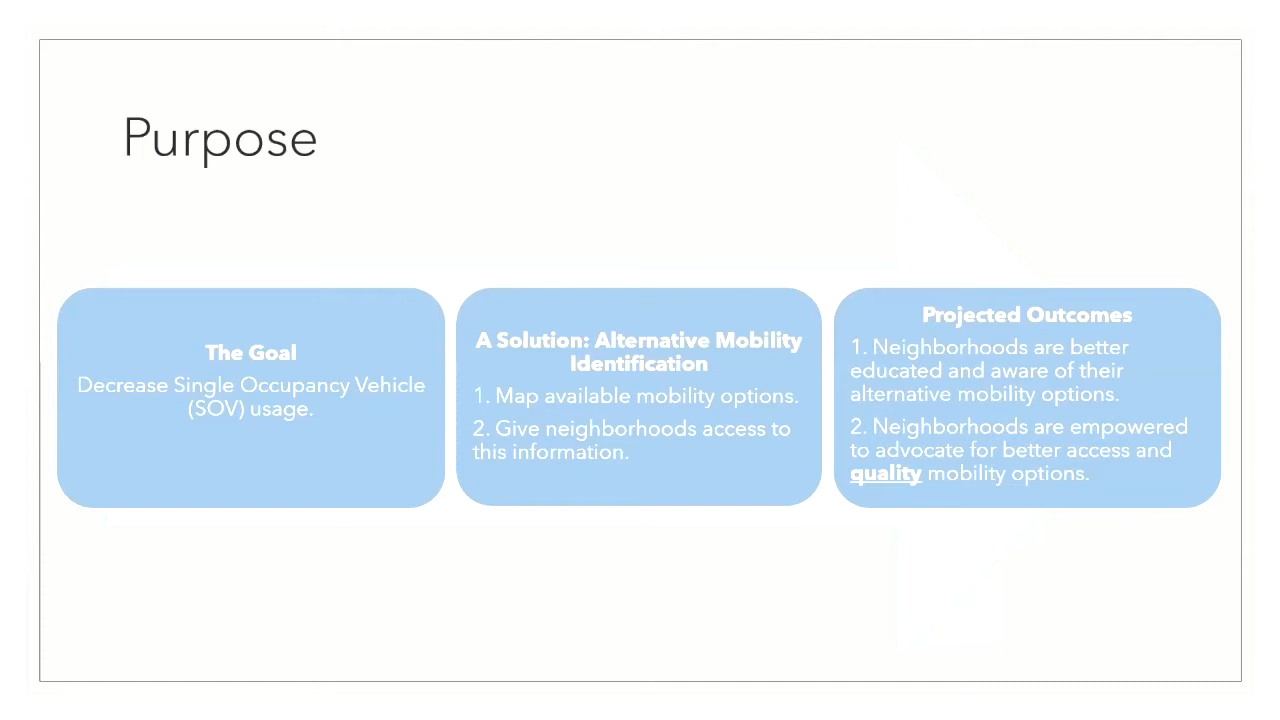 Purpose
The Goal
Decrease Single Occupancy Vehicle
(SOV) usage.
A Solution: Alternative Mobility
Identification
1. Map available mobility options.
2. Give neighborhoods access to
this information.
Projected Outcomes
1. Neighborhoods are better
educated and aware of their
alternative mobility options.
2. Neighborhoods are empowered
to advocate for better access and
quality mobility options.